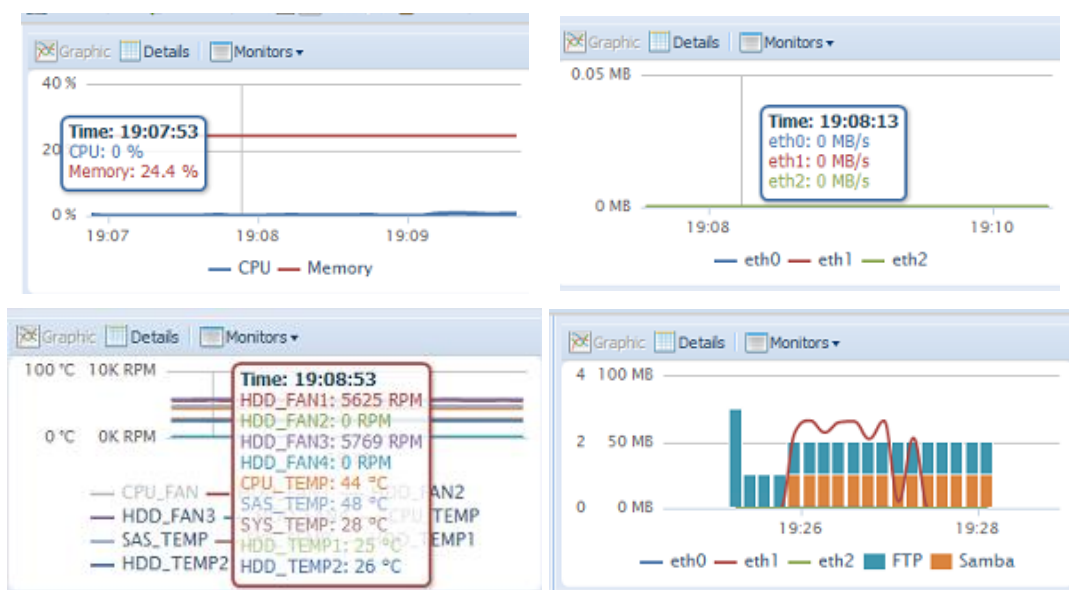 Graphic Details Monitors
40 %
Time: 19:07:53
20
CPU: 0 %
Memory: 24.4 %
0 %
19:07 19:08 19:09
CPU Memory
Graphic Details Monitors
0.05 MB
Time: 19:08:13
eth0: 0 MB/s
eth1: 0 MB/s
eth2: 0 MB/s
0 MB
19:08 19:10
eth0 eth1 eth2
Graphic Details Monitors
100 °C 10K RPM
Time: 19:08:53
HDD_FAN1: 5625 RPM
HDD_FAN2: 0 RPM
0 °C 0K RPM
HDD_FAN3: 5769 RPM
HDD_FAN4: 0 RPM
CPU_TEMP: 44 °C
SAS_TEMP: 48 °C
SYS_TEMP: 28 °C
HDD_TEMP1: 25 °C
HDD_TEMP2: 26 °C
CPU_FAN AN2
HDD_FAN3 TEMP
SAS_TEMP EMP1
HDD_TEMP2
Graphic Details Monitors
4 100 MB
2 50 MB
0 0 MB
19:26 19:28
eth0 eth1 eth2 FTP Samba